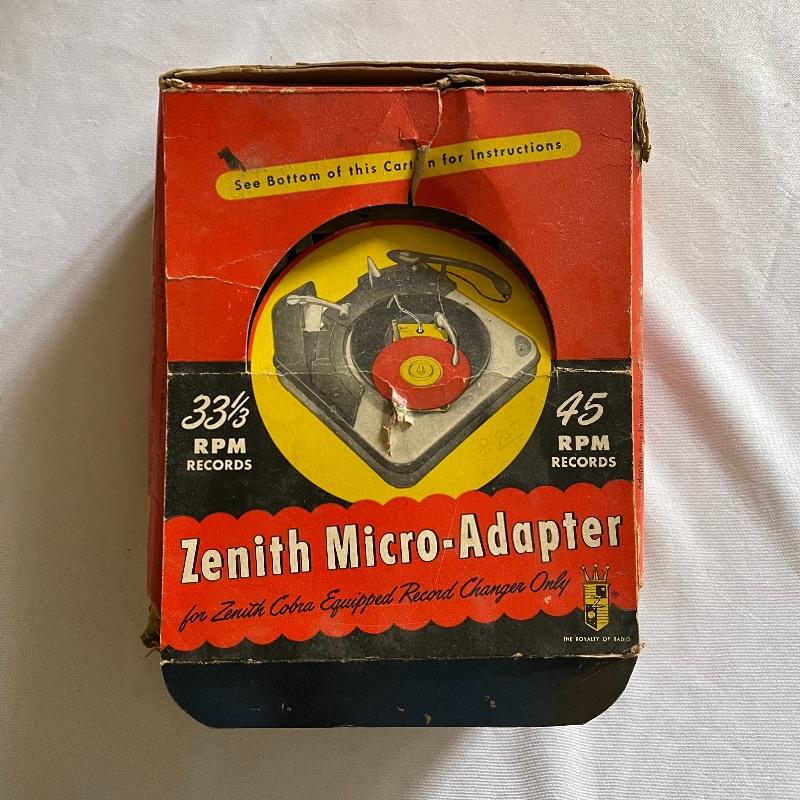 See Bottom of this Carton for Instructions
33⅓
RPM
RECORDS
45
RPM
RECORDS
Zenith Micro-Adapter
for Zenith Cobra Equipped Record Changer Only
®
THE ROYALTY OF RADIO